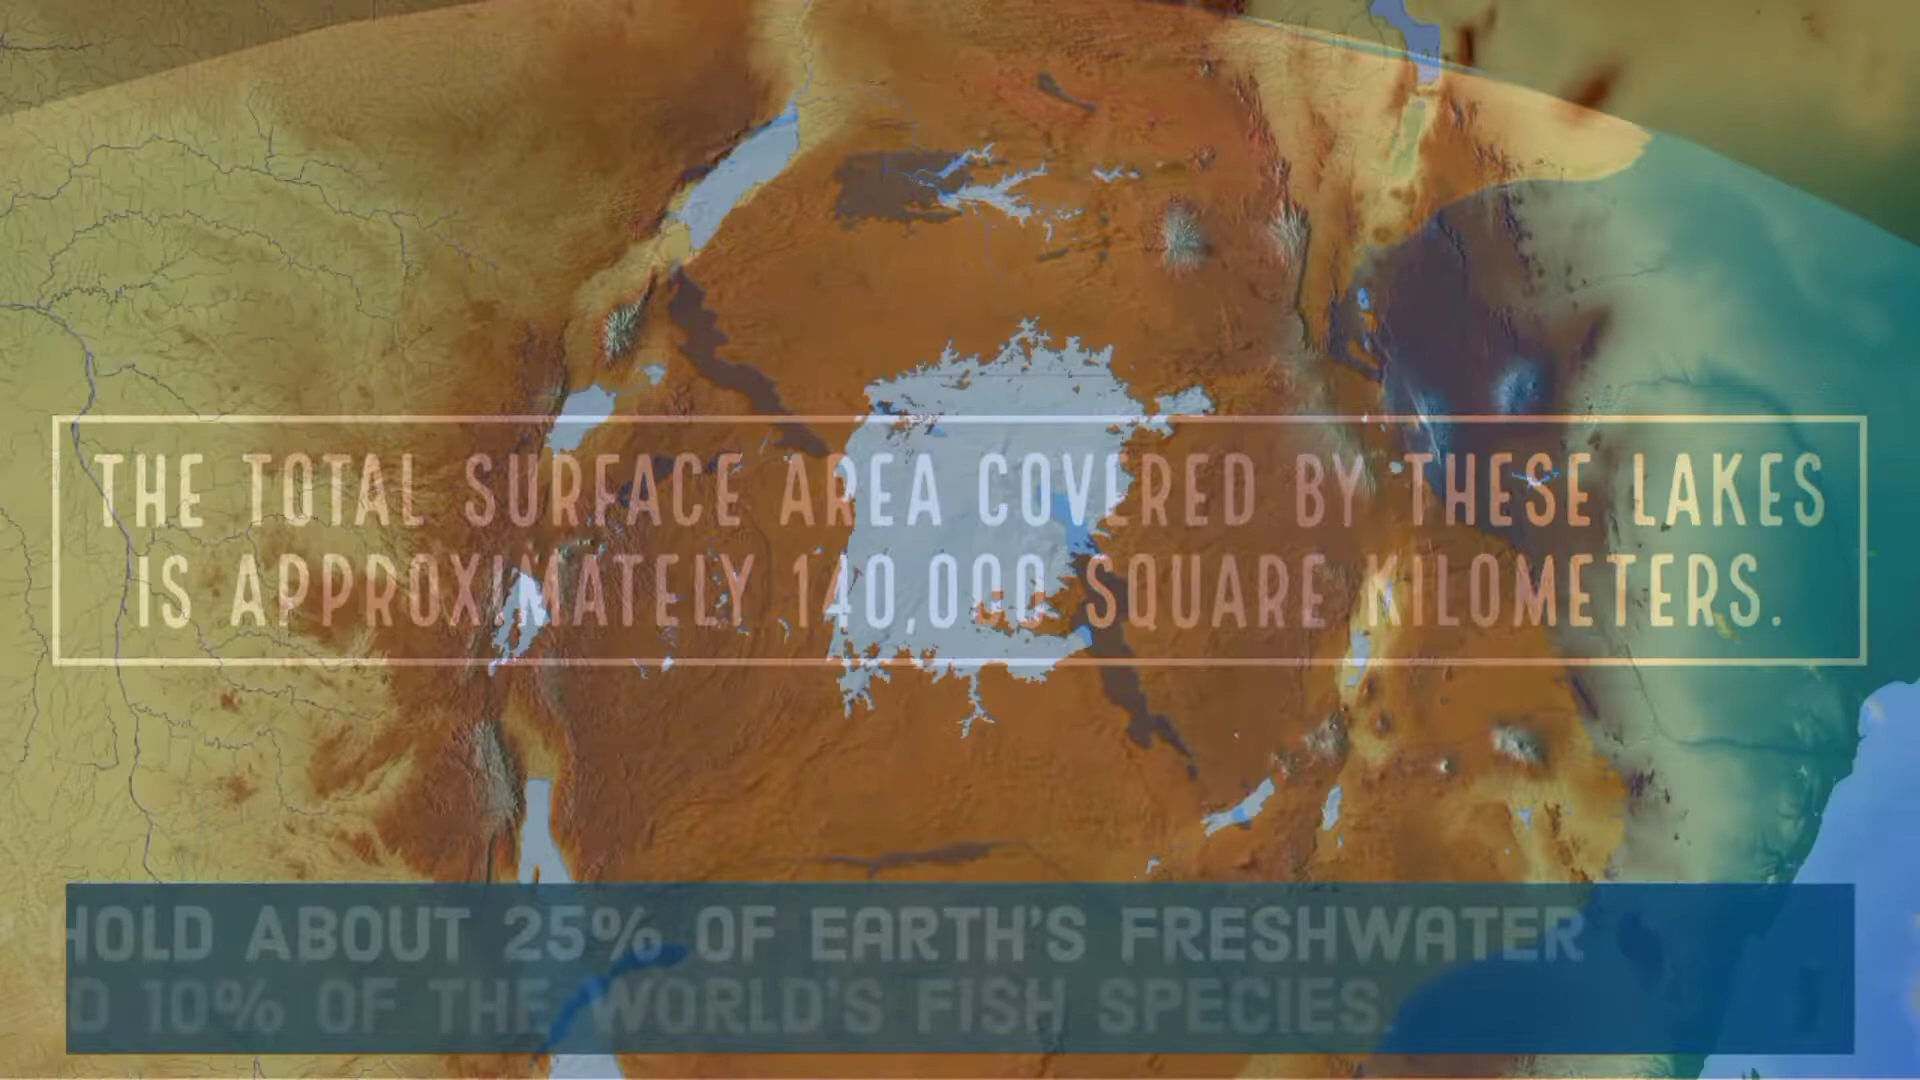 THE TOTAL SURFACE AREA COVERED BY THESE LAKES
IS APPROXIMATELY 140,000 SQUARE KILOMETERS.
HOLD ABOUT 25% OF EARTH'S FRESHWATER
D 10% OF THE WORLD'S FISH SPECIES.